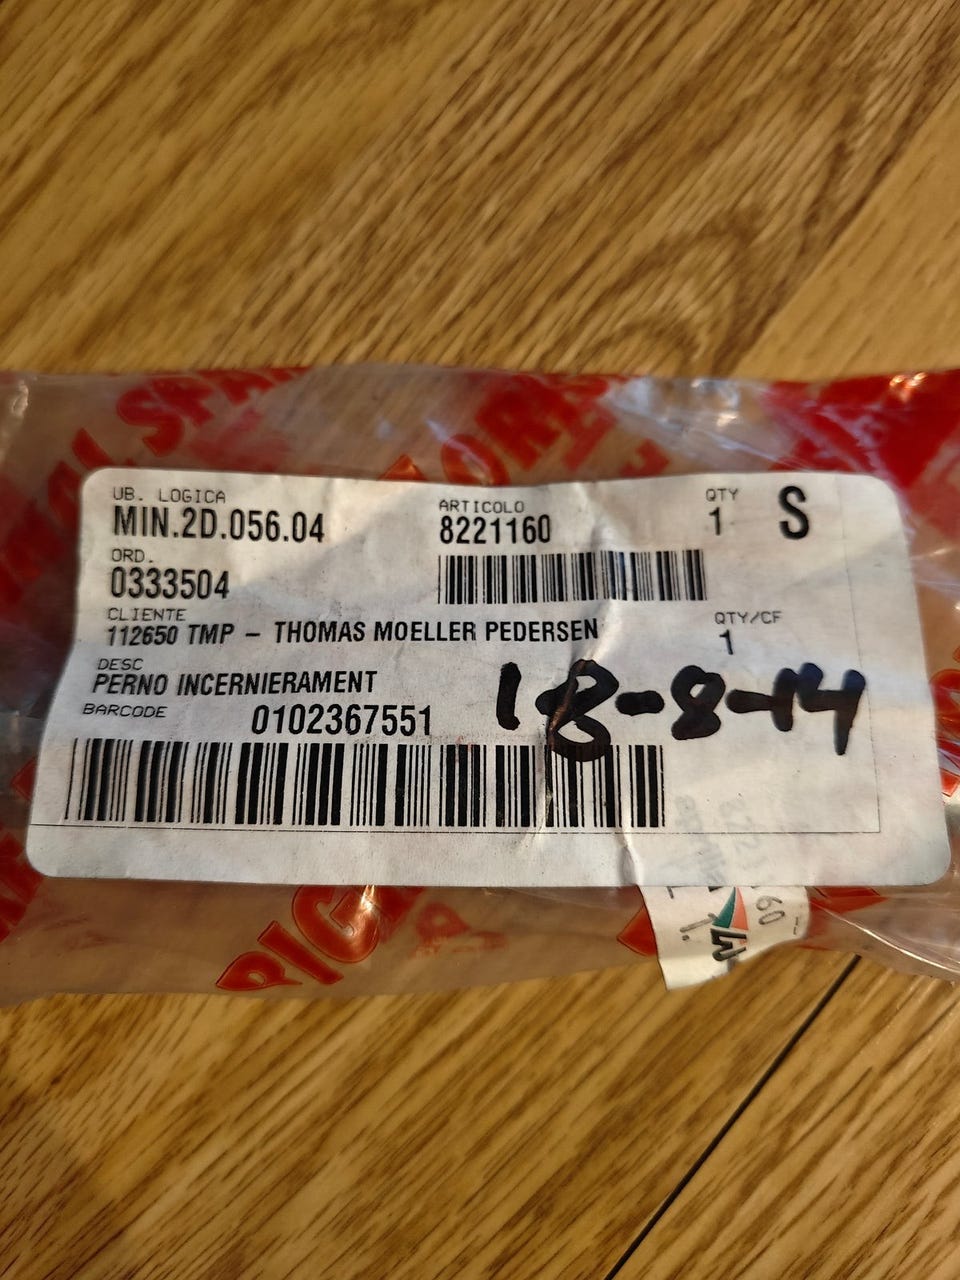 UB. LOGICA
MIN.2D.056.04
ARTICOLO
8221160
QTY
1
S
ORD.
0333504
CLIENTE
112650 TMP - THOMAS MOELLER PEDERSEN
QTY/CF
1
DESC
PERNO INCERNIERAMENT
BARCODE
0102367551
18-8-14